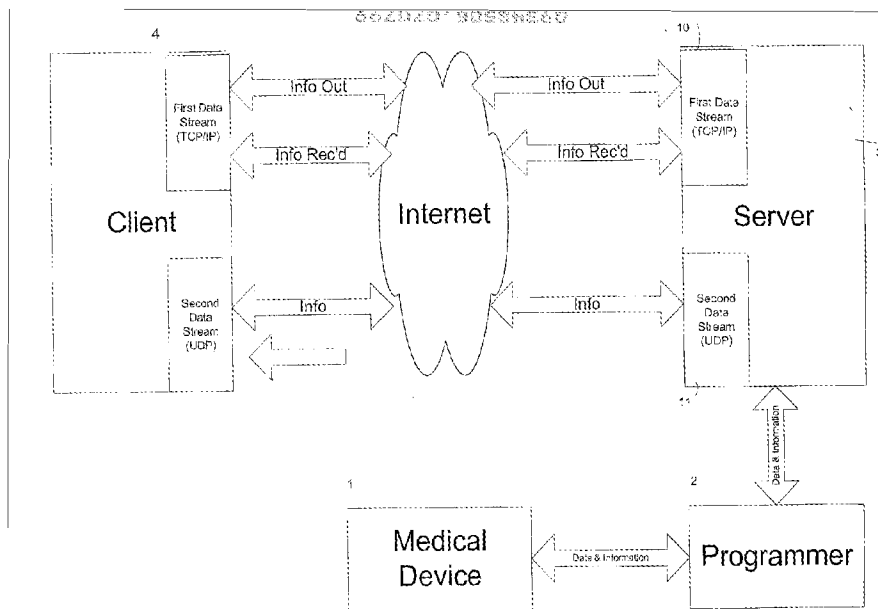 4
10
Info Out
Info Out
First Data
Stream
(TCP/IP)
First Data
Stream
(TCP/IP)
Info Rec'd
Info Rec'd
Client
Internet
Server
Info
Info
Second
Data
Stream
(UDP)
Second
Data
Stream
(UDP)
11
Data & Information
1
2
Medical
Device
Data & Information
Programmer